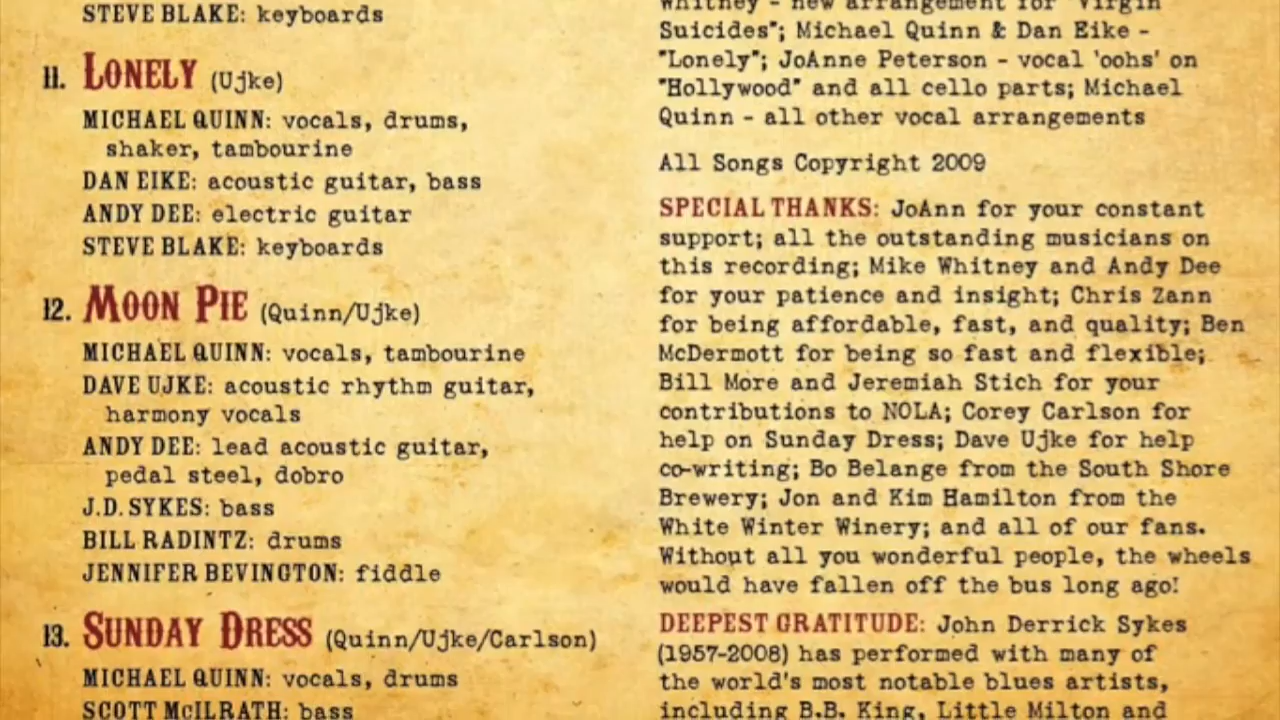 STEVE BLAKE: keyboards
11. LONELY (Ujke)
MICHAEL QUINN: vocals, drums,
shaker, tambourine
DAN EIKE: acoustic guitar, bass
ANDY DEE: electric guitar
STEVE BLAKE: keyboards
12. MOON PIE (Quinn/Ujke)
MICHAEL QUINN: vocals, tambourine
DAVE UJKE: acoustic rhythm guitar,
harmony vocals
ANDY DEE: lead acoustic guitar,
pedal steel, dobro
J.D. SYKES: bass
BILL RADINTZ: drums
JENNIFER BEVINGTON: fiddle
13. SUNDAY DRESS (Quinn/Ujke/Carlson)
MICHAEL QUINN: vocals, drums
SCOTT McILRATH: bass
Whitney - new arrangement for "Virgin
Suicides"; Michael Quinn & Dan Eike -
"Lonely"; JoAnne Peterson - vocal 'oohs' on
"Hollywood" and all cello parts; Michael
Quinn - all other vocal arrangements
All Songs Copyright 2009
SPECIAL THANKS: JoAnn for your constant
support; all the outstanding musicians on
this recording; Mike Whitney and Andy Dee
for your patience and insight; Chris Zann
for being affordable, fast, and quality; Ben
McDermott for being so fast and flexible;
Bill More and Jeremiah Stich for your
contributions to NOLA; Corey Carlson for
help on Sunday Dress; Dave Ujke for help
co-writing; Bo Belange from the South Shore
Brewery; Jon and Kim Hamilton from the
White Winter Winery; and all of our fans.
Without all you wonderful people, the wheels
would have fallen off the bus long ago!
DEEPEST GRATITUDE: John Derrick Sykes
(1957-2008) has performed with many of
the world's most notable blues artists,
including B.B. King, Little Milton and